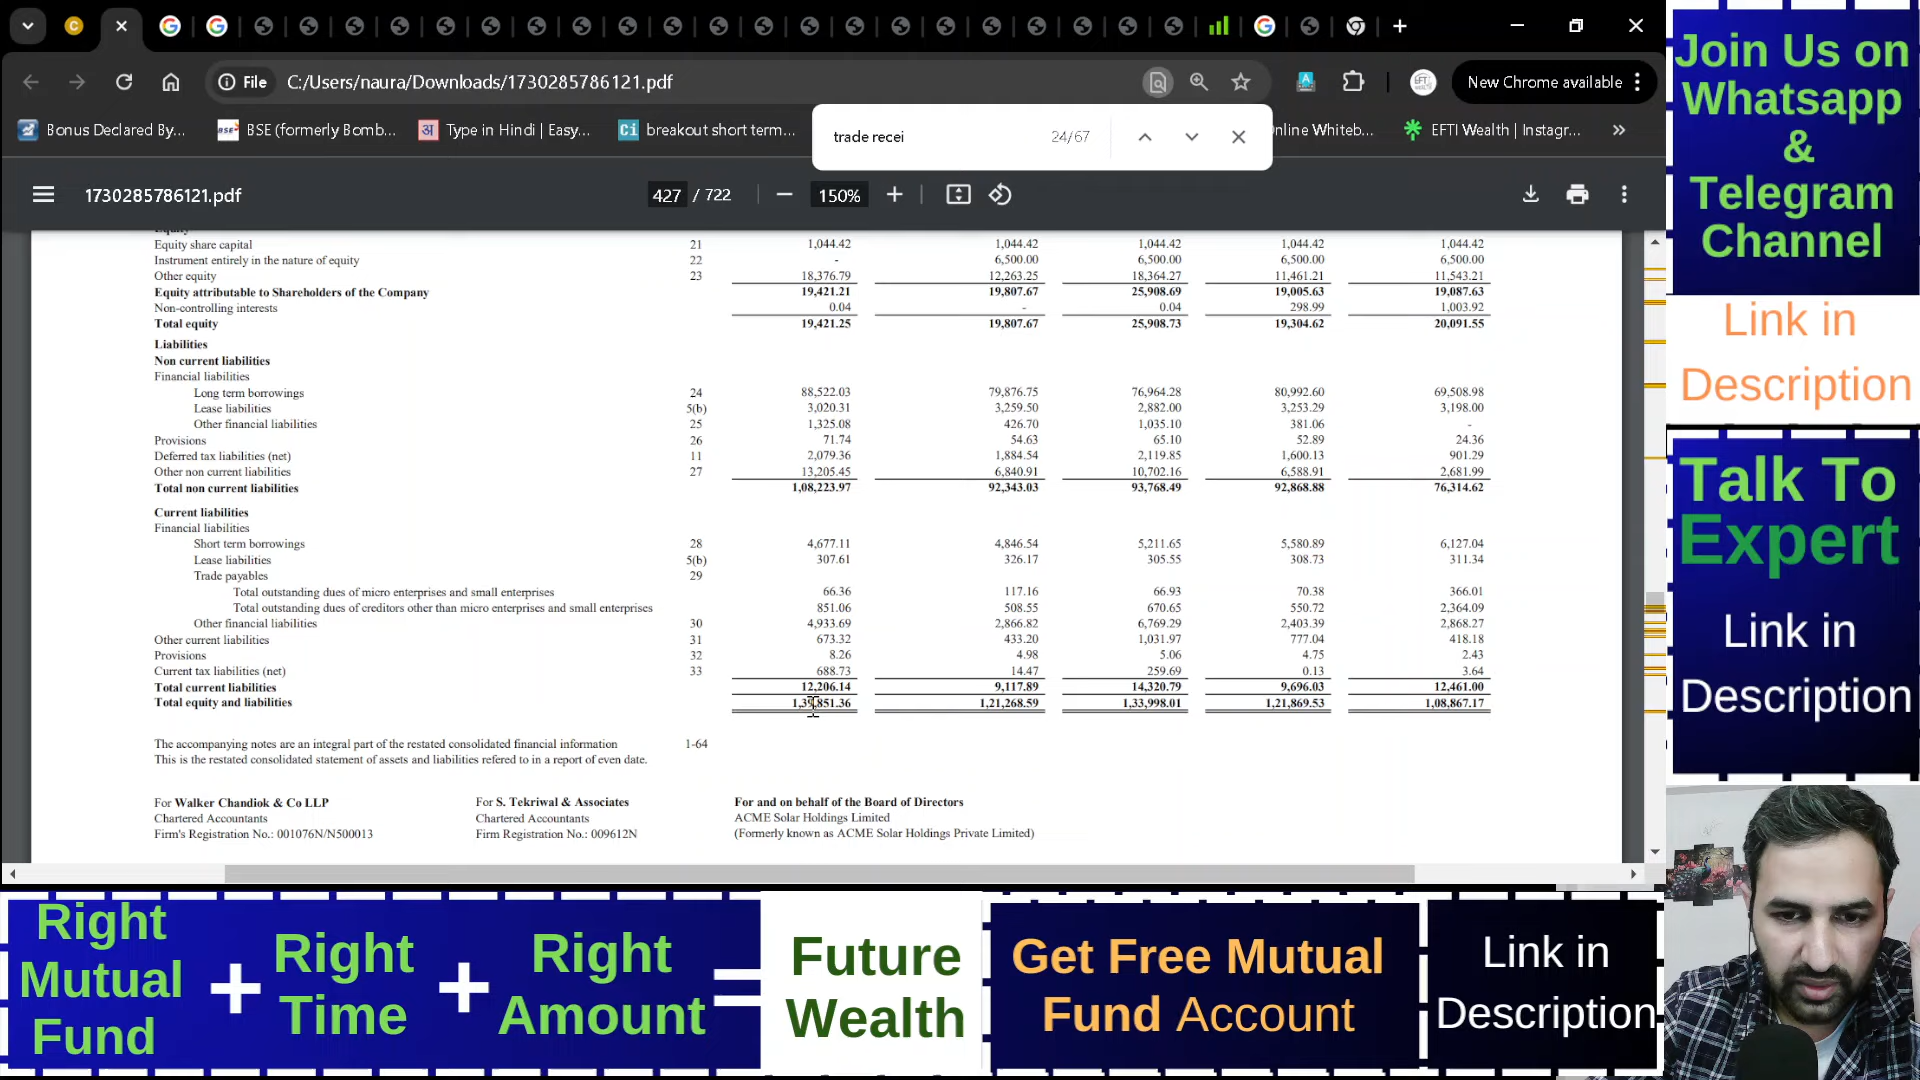 File C:/Users/naura/Downloads/1730285786121.pdf New Chrome available
Bonus Declared By... BSE (formerly Bomb... Type in Hindi | Easy... breakout short term... nline Whiteb... EFTI Wealth | Instagr... »
trade recei 24/67
1730285786121.pdf 427 / 722 150%
Equity
Equity share capital 21 1,044.42 1,044.42 1,044.42 1,044.42 1,044.42
Instrument entirely in the nature of equity 22 - 6,500.00 6,500.00 6,500.00 6,500.00
Other equity 23 18,376.79 12,263.25 18,364.27 11,461.21 11,543.21
Equity attributable to Shareholders of the Company 19,421.21 19,807.67 25,908.69 19,005.63 19,087.63
Non-controlling interests 0.04 - 0.04 298.99 1,003.92
Total equity 19,421.25 19,807.67 25,908.73 19,304.62 20,091.55
Liabilities
Non current liabilities
Financial liabilities
Long term borrowings 24 88,522.03 79,876.75 76,964.28 80,992.60 69,508.98
Lease liabilities 5(b) 3,020.31 3,259.50 2,882.00 3,253.29 3,198.00
Other financial liabilities 25 1,325.08 426.70 1,035.10 381.06 -
Provisions 26 71.74 54.63 65.10 52.89 24.36
Deferred tax liabilities (net) 11 2,079.36 1,884.54 2,119.85 1,600.13 901.29
Other non current liabilities 27 13,205.45 6,840.91 10,702.16 6,588.91 2,681.99
Total non current liabilities 1,08,223.97 92,343.03 93,768.49 92,868.88 76,314.62
Current liabilities
Financial liabilities
Short term borrowings 28 4,677.11 4,846.54 5,211.65 5,580.89 6,127.04
Lease liabilities 5(b) 307.61 326.17 305.55 308.73 311.34
Trade payables 29
Total outstanding dues of micro enterprises and small enterprises 66.36 117.16 66.93 70.38 366.01
Total outstanding dues of creditors other than micro enterprises and small enterprises 851.06 508.55 670.65 550.72 2,364.09
Other financial liabilities 30 4,933.69 2,866.82 6,769.29 2,403.39 2,868.27
Other current liabilities 31 673.32 433.20 1,031.97 777.04 418.18
Provisions 32 8.26 4.98 5.06 4.75 2.43
Current tax liabilities (net) 33 688.73 14.47 259.69 0.13 3.64
Total current liabilities 12,206.14 9,117.89 14,320.79 9,696.03 12,461.00
Total equity and liabilities 1,39,851.36 1,21,268.59 1,33,998.01 1,21,869.53 1,08,867.17
The accompanying notes are an integral part of the restated consolidated financial information 1-64
This is the restated consolidated statement of assets and liabilities refered to in a report of even date.
For Walker Chandiok & Co LLP For S. Tekriwal & Associates For and on behalf of the Board of Directors
Chartered Accountants Chartered Accountants ACME Solar Holdings Limited
Firm's Registration No.: 001076N/N500013 Firm Registration No.: 009612N (Formerly known as ACME Solar Holdings Private Limited)
Join Us on
Whatsapp
&
Telegram
Channel
Link in
Description
Talk To
Expert
Link in
Description
Right
Mutual
Fund
+
Right
Time
+
Right
Amount
=
Future
Wealth
Get Free Mutual
Fund Account
Link in
Description